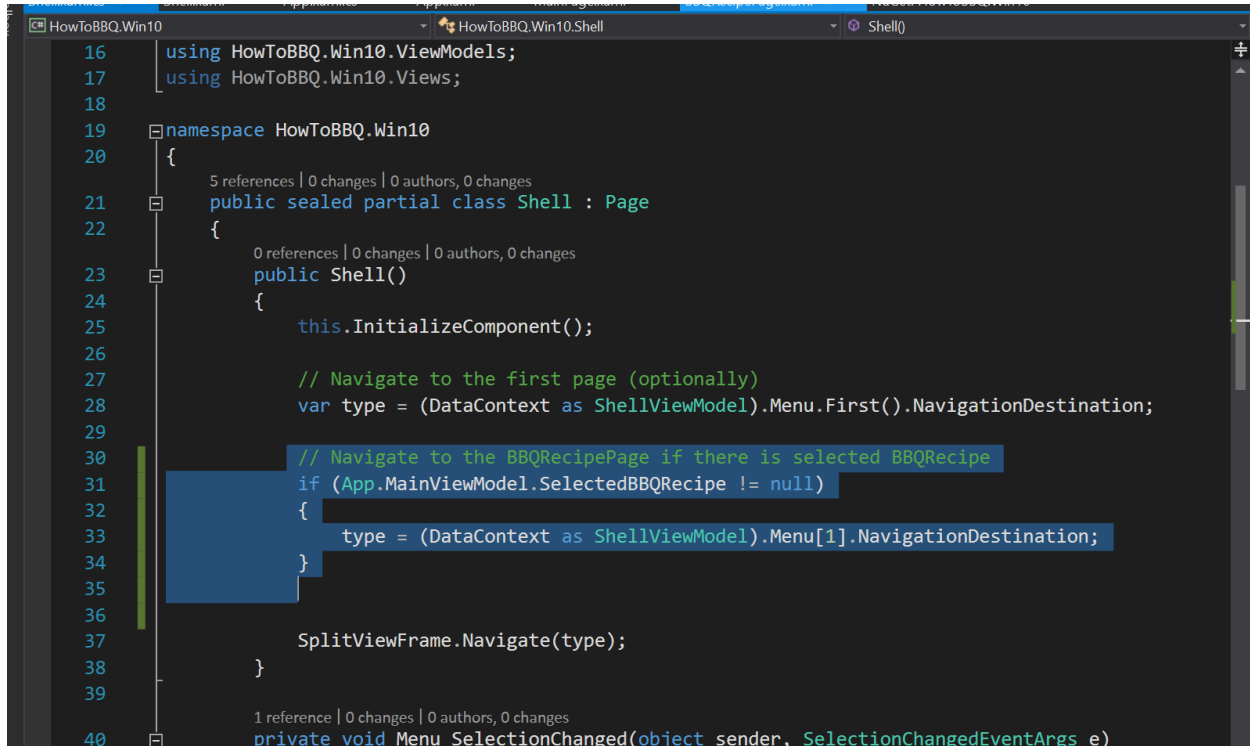 HowToBBQ.Win10 HowToBBQ.Win10.Shell Shell()
16 using HowToBBQ.Win10.ViewModels;
17 using HowToBBQ.Win10.Views;
18
19 namespace HowToBBQ.Win10
20 {
5 references | 0 changes | 0 authors, 0 changes
21 public sealed partial class Shell : Page
22 {
0 references | 0 changes | 0 authors, 0 changes
23 public Shell()
24 {
25 this.InitializeComponent();
26
27 // Navigate to the first page (optionally)
28 var type = (DataContext as ShellViewModel).Menu.First().NavigationDestination;
29
30 // Navigate to the BBQRecipePage if there is selected BBQRecipe
31 if (App.MainViewModel.SelectedBBQRecipe != null)
32 {
33 type = (DataContext as ShellViewModel).Menu[1].NavigationDestination;
34 }
35
36
37 SplitViewFrame.Navigate(type);
38 }
39
1 reference | 0 changes | 0 authors, 0 changes
40 private void Menu_SelectionChanged(object sender, SelectionChangedEventArgs e)